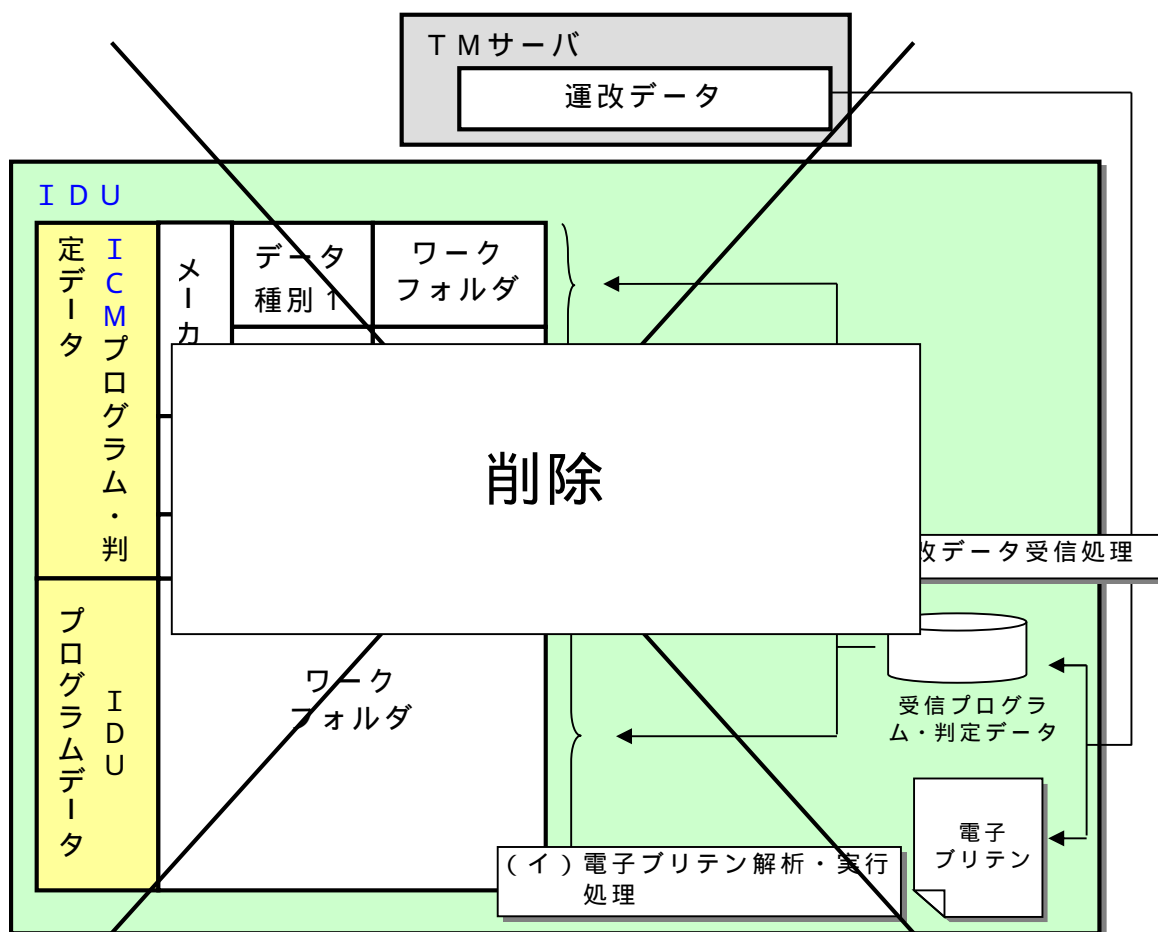 ＴＭサーバ
運改データ
ＩＤＵ
ＩＣＭプログラム・判
定データ
メーカ
データ
種別１
ワーク
フォルダ
削除
改データ受信処理
ＩＤＵ
プログラムデータ
ワーク
フォルダ
受信プログラ
ム・判定データ
電子
ブリテン
（イ）電子ブリテン解析・実行
処理